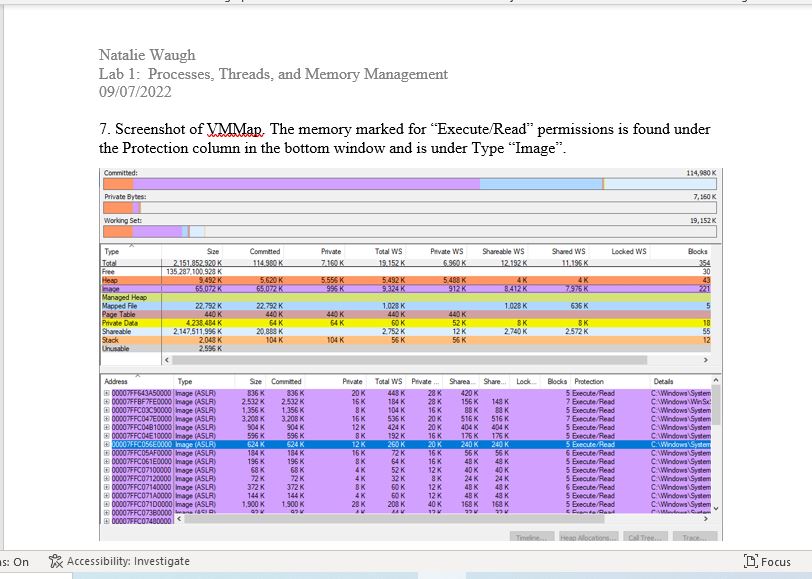 Natalie Waugh
Lab 1: Processes, Threads, and Memory Management
09/07/2022
7. Screenshot of VMMap. The memory marked for “Execute/Read” permissions is found under
the Protection column in the bottom window and is under Type “Image”.
Committed: 114,980 K
Private Bytes: 7,160 K
Working Set: 19,152 K
Type Size Committed Private Total WS Private WS Shareable WS Shared WS Locked WS Blocks
Total 2,151,852,920 K 114,980 K 7,160 K 19,152 K 6,960 K 12,192 K 11,196 K 354
Free 135,287,100,928 K 30
Heap 9,492 K 5,620 K 5,556 K 5,492 K 5,488 K 4 K 4 K 43
Image 65,072 K 65,072 K 996 K 9,324 K 912 K 8,412 K 7,976 K 221
Managed Heap
Mapped File 22,792 K 22,792 K 1,028 K 1,028 K 636 K 5
Page Table 440 K 440 K 440 K 440 K 440 K
Private Data 4,238,484 K 64 K 64 K 60 K 52 K 8 K 8 K 18
Shareable 2,147,511,996 K 20,888 K 2,752 K 12 K 2,740 K 2,572 K 55
Stack 2,048 K 104 K 104 K 56 K 56 K 12
Unusable 2,596 K
Address Type Size Committed Private Total WS Private ... Sharea... Share... Lock... Blocks Protection Details
00007FF643A50000 Image (ASLR) 836 K 836 K 20 K 448 K 28 K 420 K 5 Execute/Read C:\Windows\System
00007FFBF7FE0000 Image (ASLR) 2,532 K 2,532 K 16 K 184 K 28 K 156 K 148 K 7 Execute/Read C:\Windows\WinSx
00007FFC03C90000 Image (ASLR) 1,356 K 1,356 K 8 K 104 K 16 K 88 K 88 K 5 Execute/Read C:\Windows\System
00007FFC047E0000 Image (ASLR) 3,208 K 3,208 K 16 K 536 K 20 K 516 K 516 K 7 Execute/Read C:\Windows\System
00007FFC04B10000 Image (ASLR) 904 K 904 K 12 K 424 K 20 K 404 K 404 K 5 Execute/Read C:\Windows\System
00007FFC04E10000 Image (ASLR) 596 K 596 K 8 K 192 K 16 K 176 K 176 K 5 Execute/Read C:\Windows\System
00007FFC056E0000 Image (ASLR) 624 K 624 K 12 K 260 K 20 K 240 K 240 K 5 Execute/Read C:\Windows\System
00007FFC05AF0000 Image (ASLR) 184 K 184 K 16 K 72 K 16 K 56 K 56 K 6 Execute/Read C:\Windows\System
00007FFC061E0000 Image (ASLR) 196 K 196 K 8 K 64 K 16 K 48 K 48 K 5 Execute/Read C:\Windows\System
00007FFC07100000 Image (ASLR) 68 K 68 K 4 K 52 K 12 K 40 K 40 K 5 Execute/Read C:\Windows\System
00007FFC07120000 Image (ASLR) 72 K 72 K 4 K 32 K 8 K 24 K 24 K 5 Execute/Read C:\Windows\System
00007FFC07140000 Image (ASLR) 372 K 372 K 8 K 60 K 12 K 48 K 48 K 6 Execute/Read C:\Windows\System
00007FFC071A0000 Image (ASLR) 144 K 144 K 4 K 60 K 12 K 48 K 48 K 5 Execute/Read C:\Windows\System
00007FFC071D0000 Image (ASLR) 1,900 K 1,900 K 28 K 208 K 40 K 168 K 168 K 5 Execute/Read C:\Windows\System
00007FFC073B0000
00007FFC07480000
Timeline... Heap Allocations... Call Tree... Trace...
ns: On Accessibility: Investigate Focus